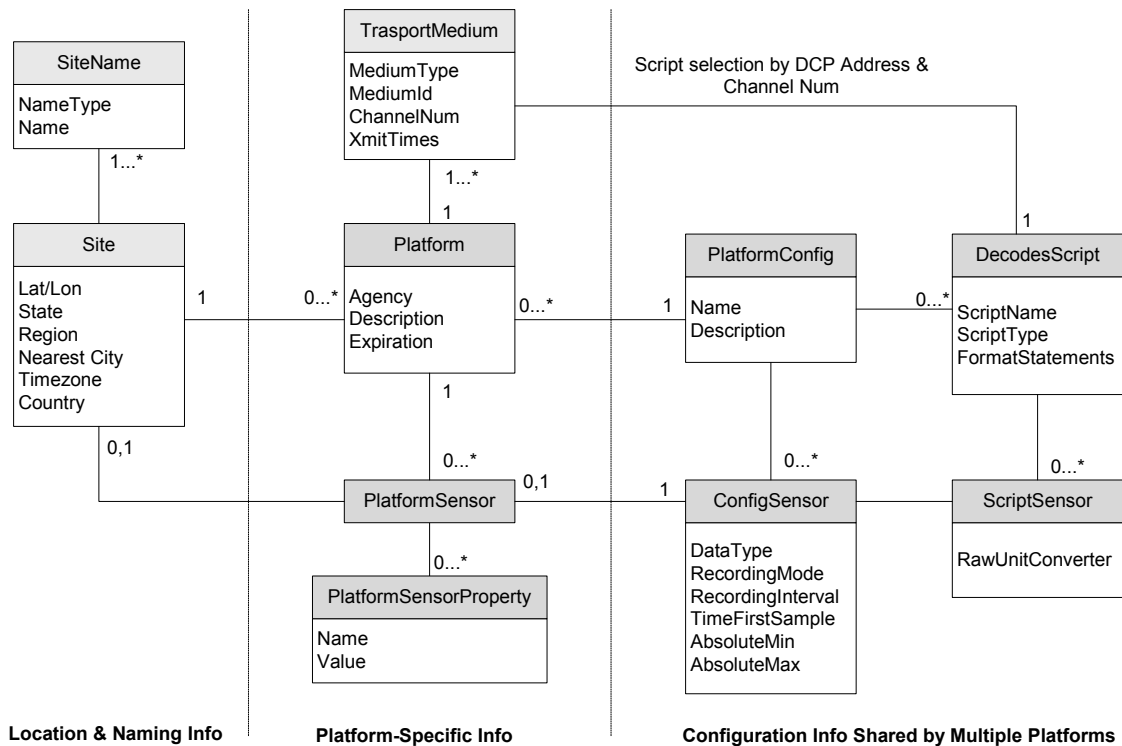 SiteName
NameType
Name
1...*
Site
Lat/Lon
State
Region
Nearest City
Timezone
Country
1
0...*
0,1
TrasportMedium
MediumType
MediumId
ChannelNum
XmitTimes
1...*
1
Platform
Agency
Description
Expiration
0...*
1
1
0...*
PlatformSensor
0,1
1
0...*
PlatformSensorProperty
Name
Value
Script selection by DCP Address &
Channel Num
1
PlatformConfig
Name
Description
0...*
DecodesScript
ScriptName
ScriptType
FormatStatements
0...*
0...*
ConfigSensor
DataType
RecordingMode
RecordingInterval
TimeFirstSample
AbsoluteMin
AbsoluteMax
ScriptSensor
RawUnitConverter
Location & Naming Info
Platform-Specific Info
Configuration Info Shared by Multiple Platforms